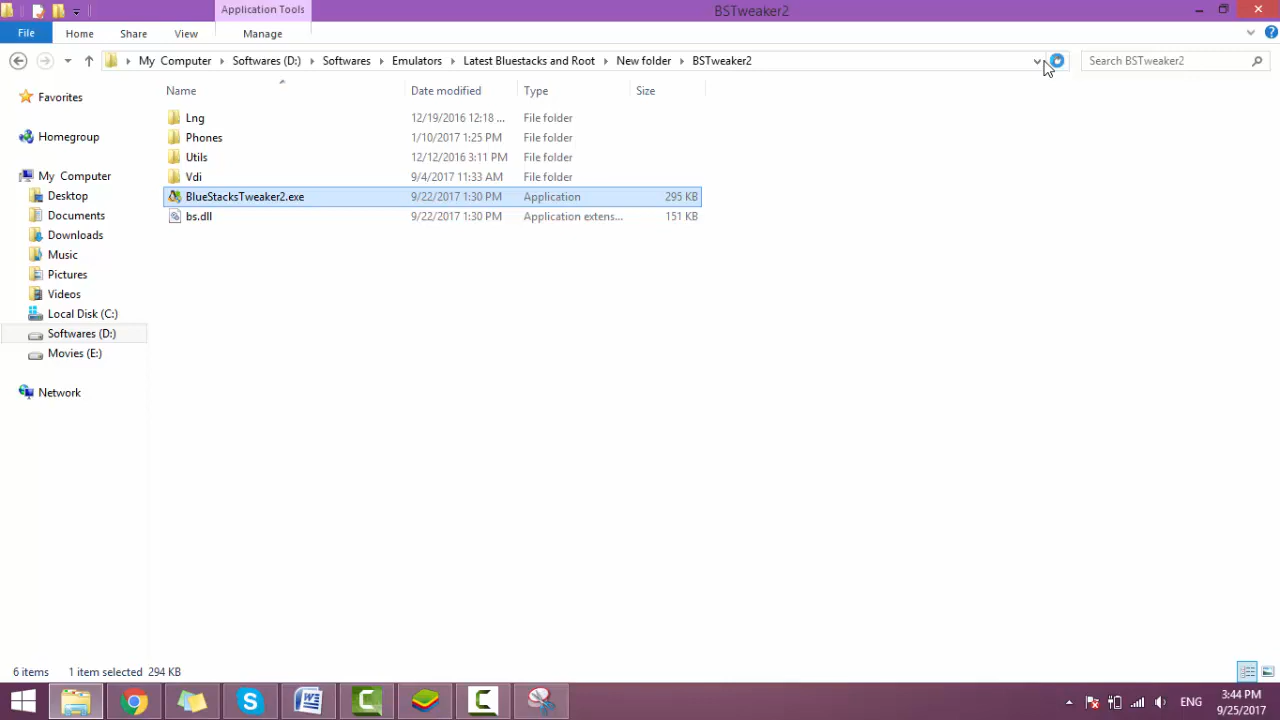 Application Tools
BSTweaker2
File Home Share View Manage
My Computer Softwares (D:) Softwares Emulators Latest Bluestacks and Root New folder BSTweaker2
Search BSTweaker2
Name Date modified Type Size
Favorites
Homegroup
My Computer
Desktop
Documents
Downloads
Music
Pictures
Videos
Local Disk (C:)
Softwares (D:)
Movies (E:)
Network
Lng 12/19/2016 12:18 ... File folder
Phones 1/10/2017 1:25 PM File folder
Utils 12/12/2016 3:11 PM File folder
Vdi 9/4/2017 11:33 AM File folder
BlueStacksTweaker2.exe 9/22/2017 1:30 PM Application 295 KB
bs.dll 9/22/2017 1:30 PM Application extens... 151 KB
6 items 1 item selected 294 KB
ENG
3:44 PM
9/25/2017